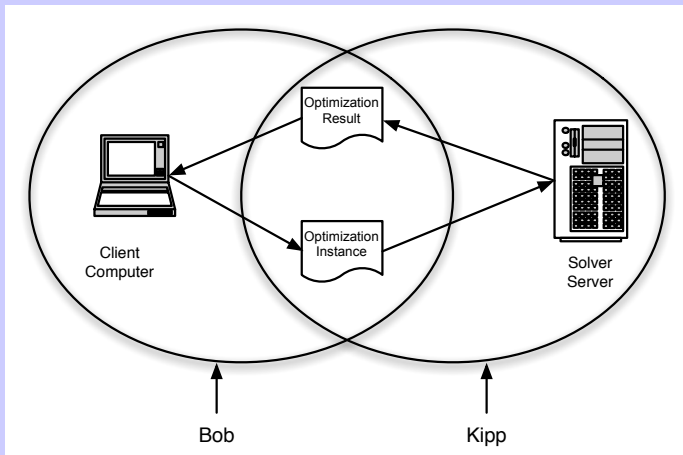 Optimization
Result
Client
Computer
Optimization
Instance
Solver
Server
Bob
Kipp